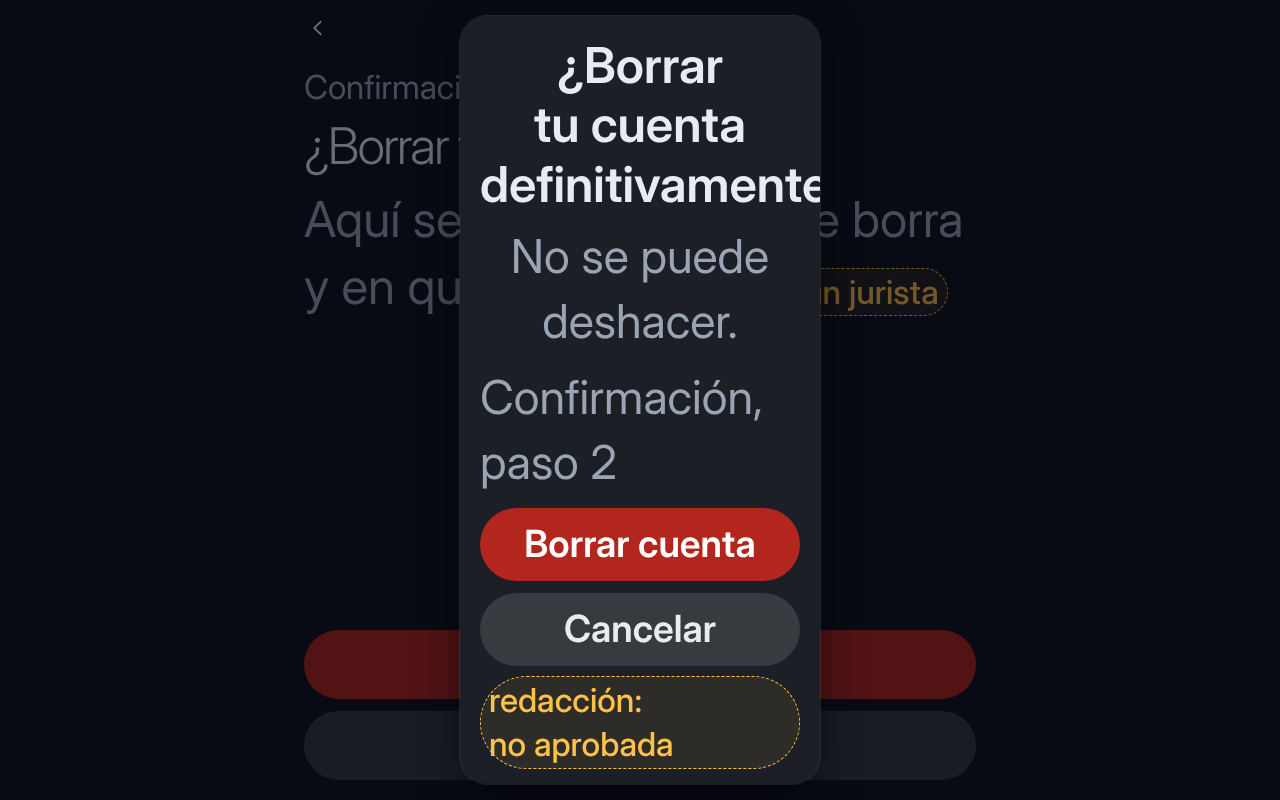 Confirmaci
¿Borrar
Aquí se
e borra
y en qu
un jurista
¿Borrar
tu cuenta
definitivamente
No se puede
deshacer.
Confirmación,
paso 2
Borrar cuenta
Cancelar
redacción:
no aprobada